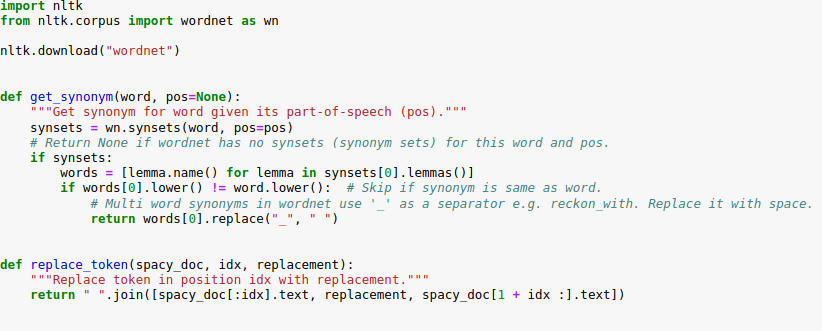 import nltk
from nltk.corpus import wordnet as wn
nltk.download("wordnet")
def get_synonym(word, pos=None):
"""Get synonym for word given its part-of-speech (pos)."""
synsets = wn.synsets(word, pos=pos)
# Return None if wordnet has no synsets (synonym sets) for this word and pos.
if synsets:
words = [lemma.name() for lemma in synsets[0].lemmas()]
if words[0].lower() != word.lower():  # Skip if synonym is same as word.
# Multi word synonyms in wordnet use '_' as a separator e.g. reckon_with. Replace it with space.
return words[0].replace("_", " ")
def replace_token(spacy_doc, idx, replacement):
"""Replace token in position idx with replacement."""
return " ".join([spacy_doc[:idx].text, replacement, spacy_doc[1 + idx :].text])